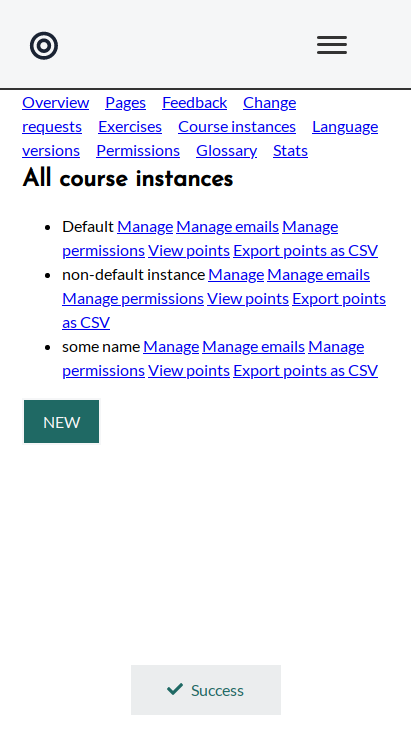 Overview Pages Feedback Change
requests Exercises Course instances Language
versions Permissions Glossary Stats
All course instances
Default Manage Manage emails Manage
permissions View points Export points as CSV
non-default instance Manage Manage emails
Manage permissions View points Export points
as CSV
some name Manage Manage emails Manage
permissions View points Export points as CSV
NEW
Success